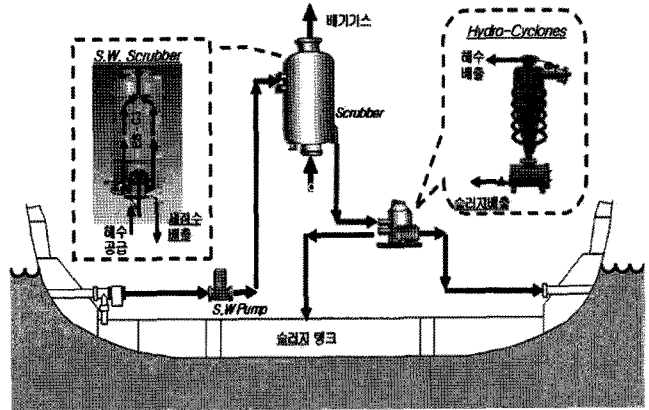 배기가스
S.W. Scrubber
해수
공급
세정수
배출
Scrubber
Hydro-Cyclones
해수
배출
슬러지배출
S.W Pump
슬러지 탱크